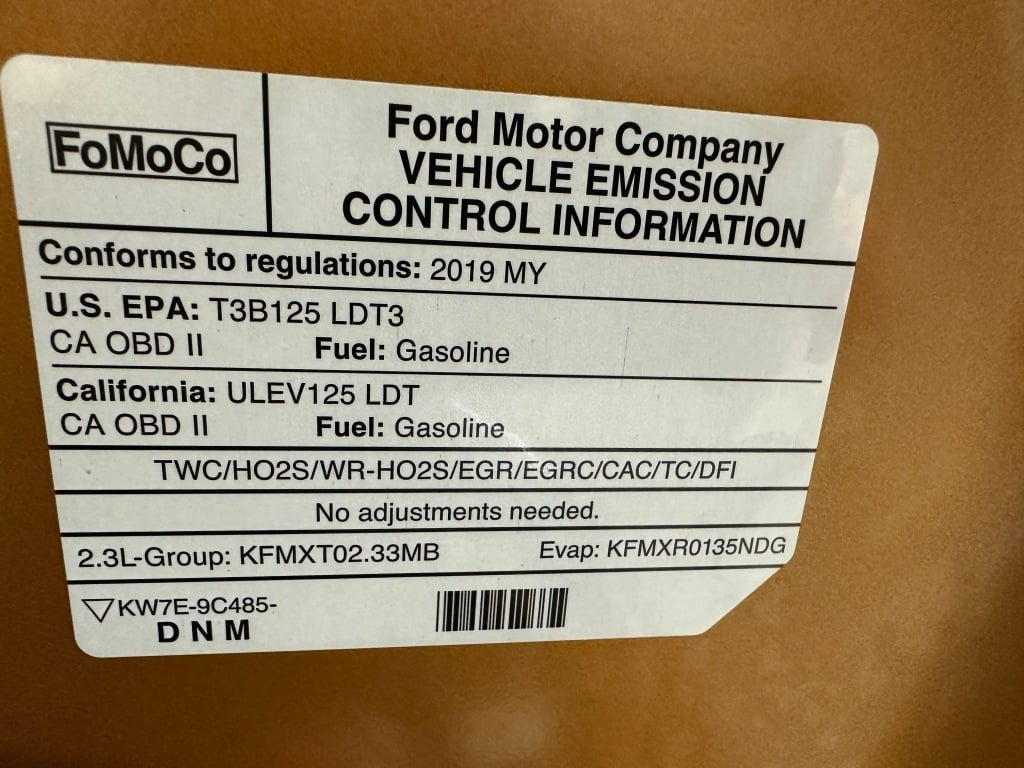 FoMoCo
Ford Motor Company
VEHICLE EMISSION
CONTROL INFORMATION
Conforms to regulations: 2019 MY
U.S. EPA: T3B125 LDT3
CA OBD II Fuel: Gasoline
California: ULEV125 LDT
CA OBD II Fuel: Gasoline
TWC/HO2S/WR-HO2S/EGR/EGRC/CAC/TC/DFI
No adjustments needed.
2.3L-Group: KFMXT02.33MB Evap: KFMXR0135NDG
KW7E-9C485-
DNM